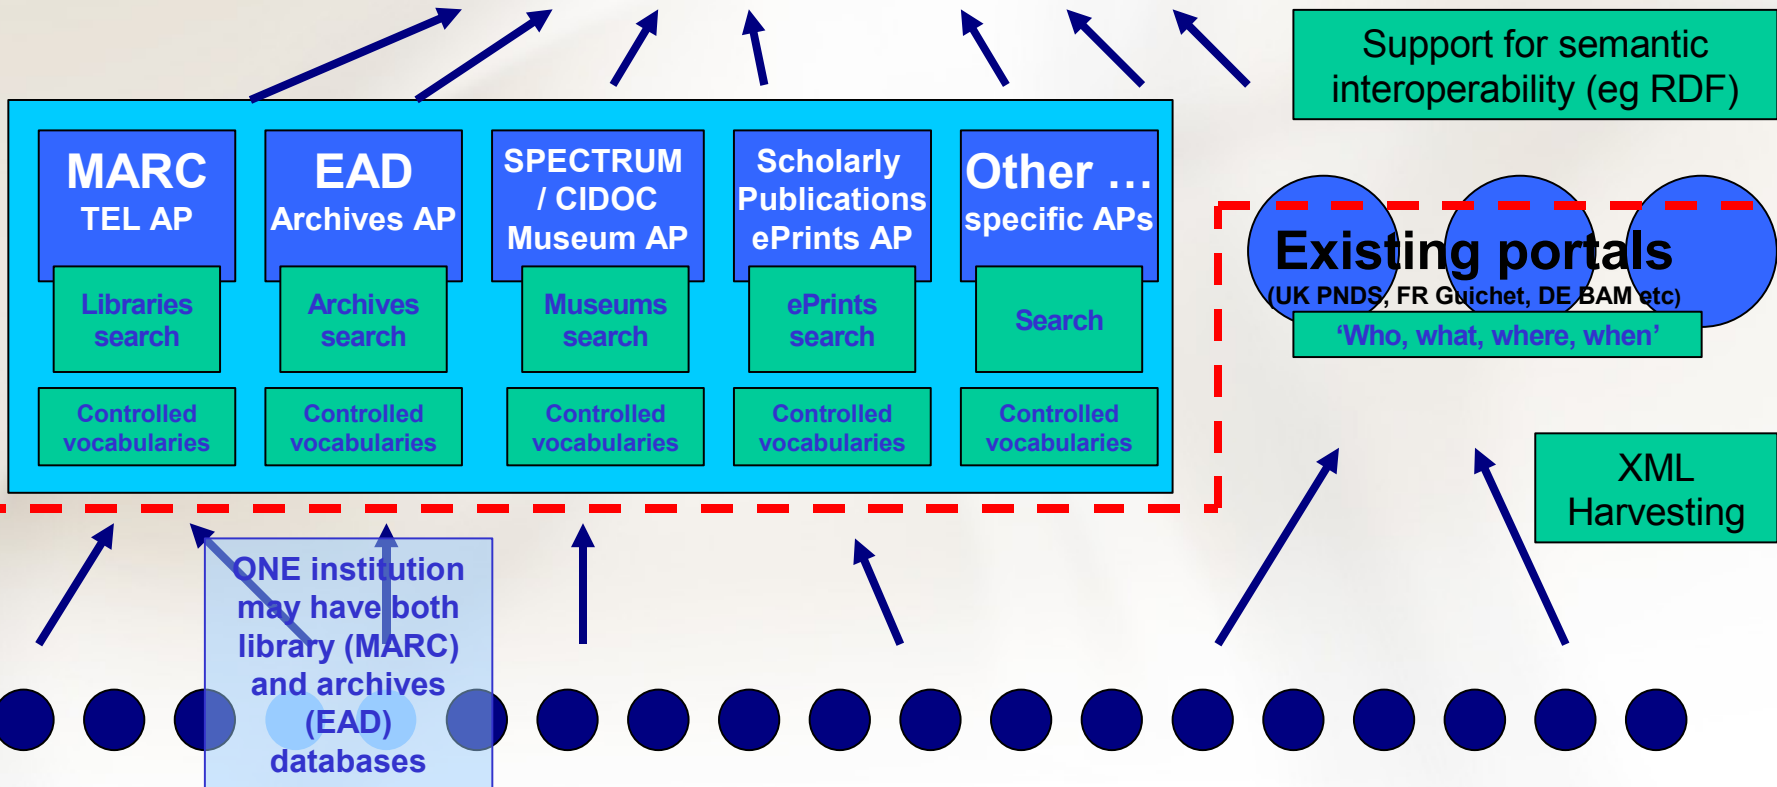 Support for semantic
interoperability (eg RDF)
MARC
TEL AP
EAD
Archives AP
SPECTRUM
/ CIDOC
Museum AP
Scholarly
Publications
ePrints AP
Other …
specific APs
Libraries
search
Archives
search
Museums
search
ePrints
search
Search
Controlled
vocabularies
Controlled
vocabularies
Controlled
vocabularies
Controlled
vocabularies
Controlled
vocabularies
Existing portals
(UK PNDS, FR Guichet, DE BAM etc)
‘Who, what, where, when’
XML
Harvesting
ONE institution
may have both
library (MARC)
and archives
(EAD)
databases